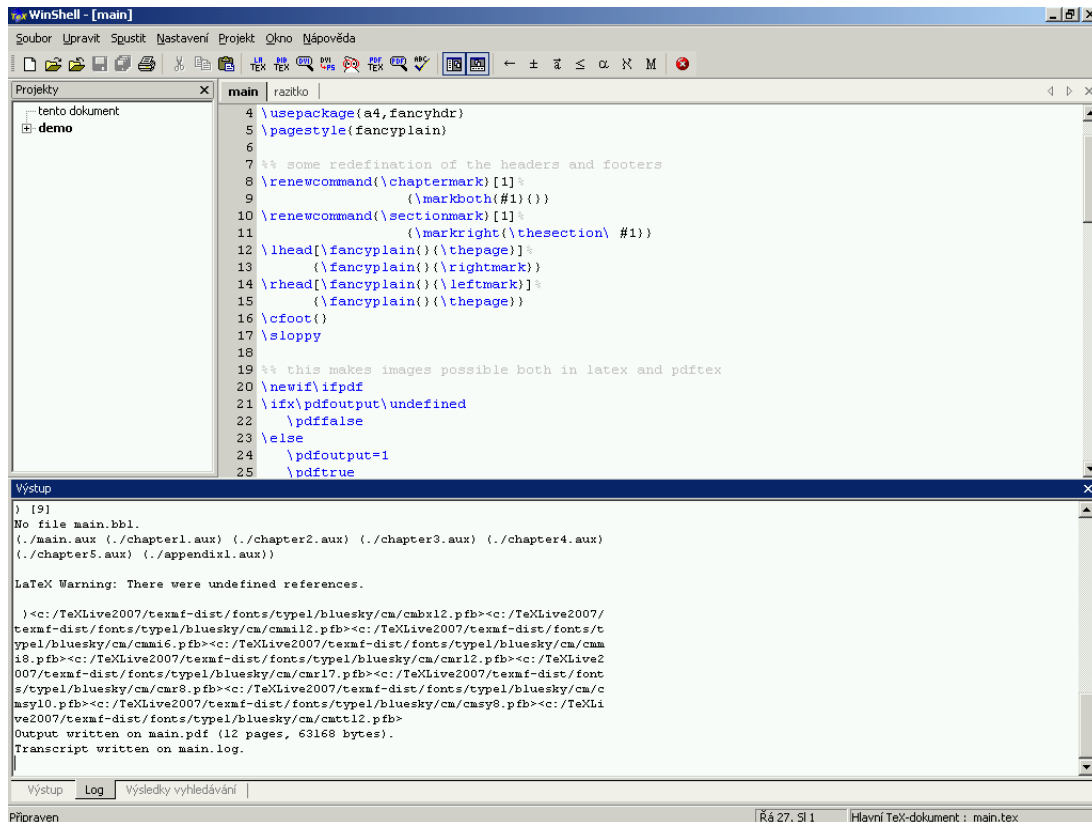 WinShell - [main]
Soubor Upravit Spustit Nastavení Projekt Okno Nápověda
Projekty
tento dokument
demo
main razitko
4 \usepackage{a4,fancyhdr}
5 \pagestyle{fancyplain}
6
7 %% some redefination of the headers and footers
8 \renewcommand{\chaptermark}[1]%
9 {\markboth{#1}{}}
10 \renewcommand{\sectionmark}[1]%
11 {\markright{\thesection\ #1}}
12 \lhead[\fancyplain{}{\thepage}]%
13 {\fancyplain{}{\rightmark}}
14 \rhead[\fancyplain{}{\leftmark}]%
15 {\fancyplain{}{\thepage}}
16 \cfoot{}
17 \sloppy
18
19 %% this makes images possible both in latex and pdftex
20 \newif\ifpdf
21 \ifx\pdfoutput\undefined
22 \pdffalse
23 \else
24 \pdfoutput=1
25 \pdftrue
Výstup
) [9]
No file main.bbl.
(./main.aux (./chapter1.aux) (./chapter2.aux) (./chapter3.aux) (./chapter4.aux)
(./chapter5.aux) (./appendix1.aux))
LaTeX Warning: There were undefined references.
)<c:/TeXLive2007/texmf-dist/fonts/type1/bluesky/cm/cmbx12.pfb><c:/TeXLive2007/
texmf-dist/fonts/type1/bluesky/cm/cmmi12.pfb><c:/TeXLive2007/texmf-dist/fonts/t
ype1/bluesky/cm/cmmi6.pfb><c:/TeXLive2007/texmf-dist/fonts/type1/bluesky/cm/cmm
i8.pfb><c:/TeXLive2007/texmf-dist/fonts/type1/bluesky/cm/cmr12.pfb><c:/TeXLive2
007/texmf-dist/fonts/type1/bluesky/cm/cmr17.pfb><c:/TeXLive2007/texmf-dist/font
s/type1/bluesky/cm/cmr8.pfb><c:/TeXLive2007/texmf-dist/fonts/type1/bluesky/cm/c
msy10.pfb><c:/TeXLive2007/texmf-dist/fonts/type1/bluesky/cm/cmsy8.pfb><c:/TeXLi
ve2007/texmf-dist/fonts/type1/bluesky/cm/cmtt12.pfb>
Output written on main.pdf (12 pages, 63168 bytes).
Transcript written on main.log.
Výstup Log Výsledky vyhledávání
Připraven Řá 27, Sl 1 Hlavní TeX-dokument : main.tex